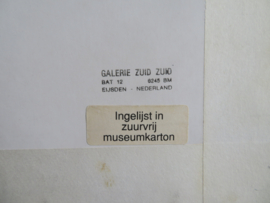 GALERIE ZUID ZUID
BAT 12 6245 BM
EIJSDEN - NEDERLAND
Ingelijst in
zuurvrij
museumkarton